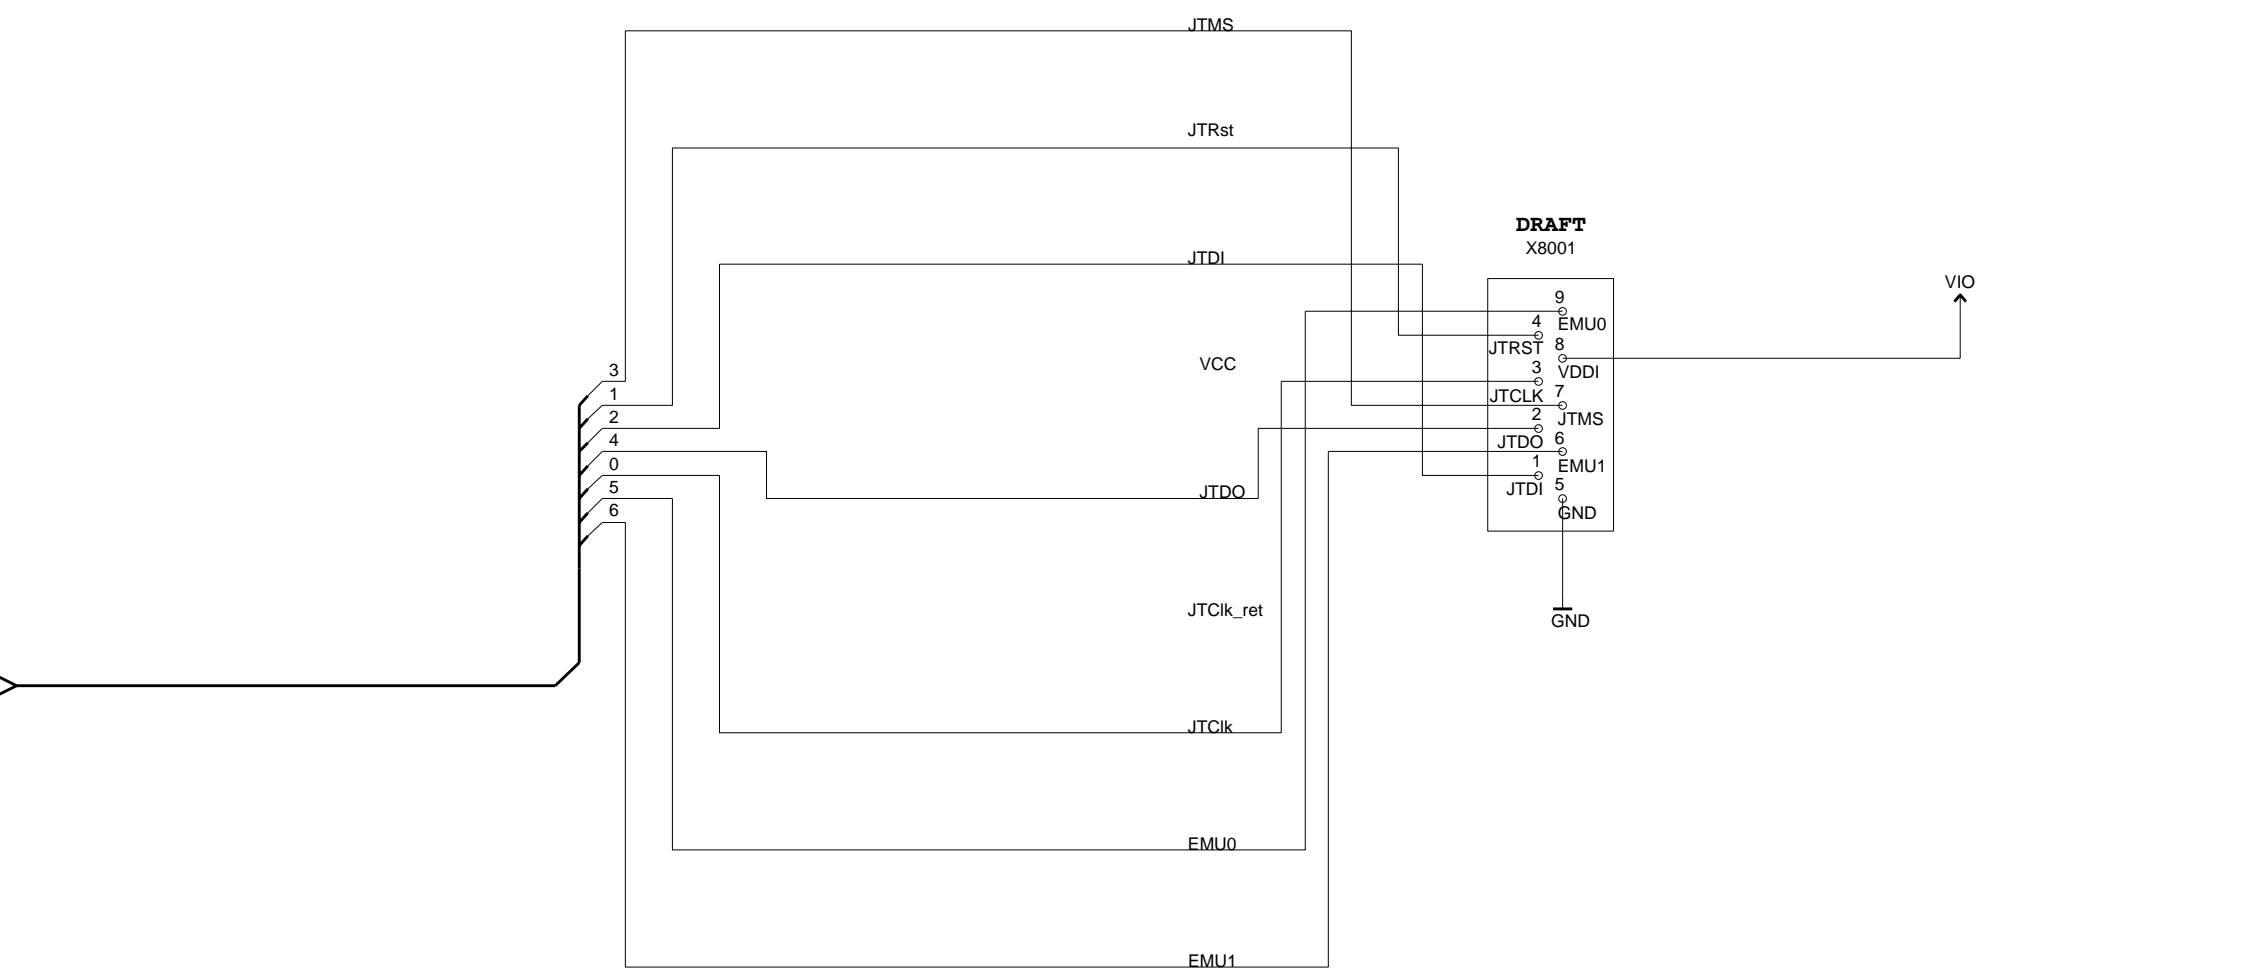 JTMS
JTRst
DRAFT
X8001
JTDI
VIO
9
EMU0
4
JTRST
8
VDDI
VCC
3
3
JTCLK
7
JTMS
1
2
2
JTDO
6
EMU1
4
1
JTDI
0
5
GND
5
JTDO
6
JTClk_ret
GND
JTClk
EMU0
EMU1